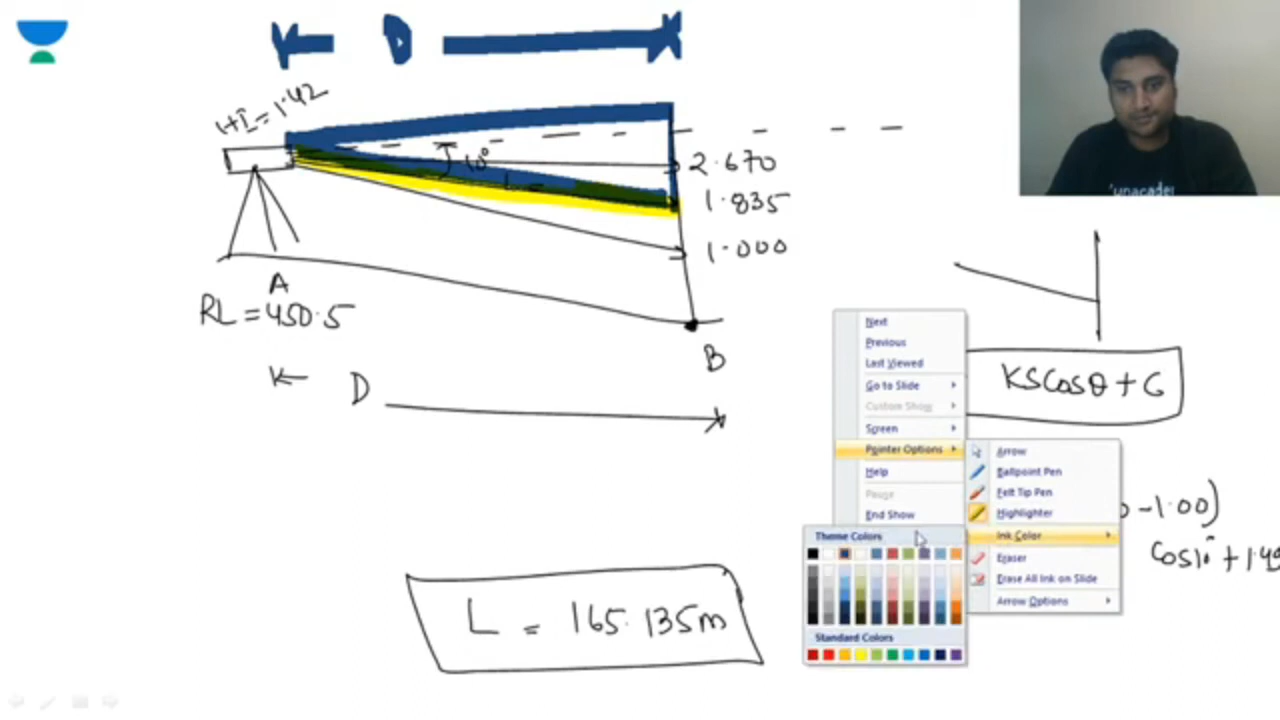 D
HI = 1.42
10°
2.670
L
1.835
1.000
A
RL = 450.5
B
D
KSCosθ + C
-1.00)
Cos10° + 1.4
L = 165.135m
Next
Previous
Last Viewed
Go to Slide
Custom Show
Screen
Pointer Options
Help
Pause
End Show
Arrow
Ballpoint Pen
Felt Tip Pen
Highlighter
Ink Color
Eraser
Erase All Ink on Slide
Arrow Options
Theme Colors
Standard Colors
'unacade